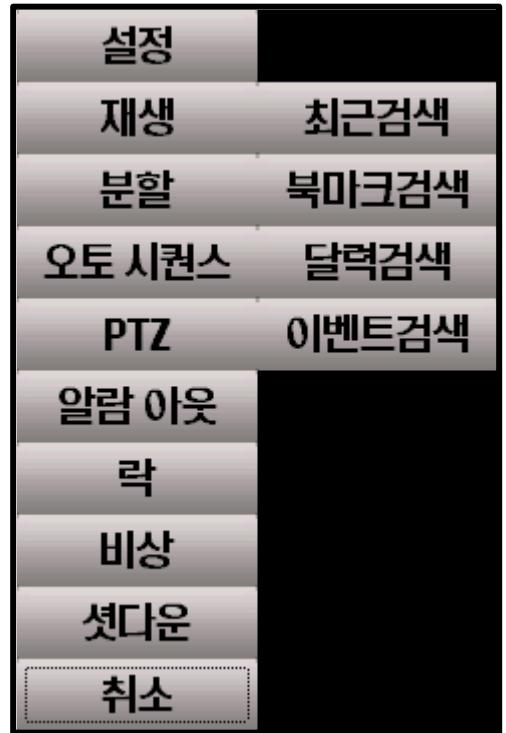 설정
재생 최근검색
분할 북마크검색
오토 시퀀스 달력검색
PTZ 이벤트검색
알람 아웃
락
비상
셧다운
취소